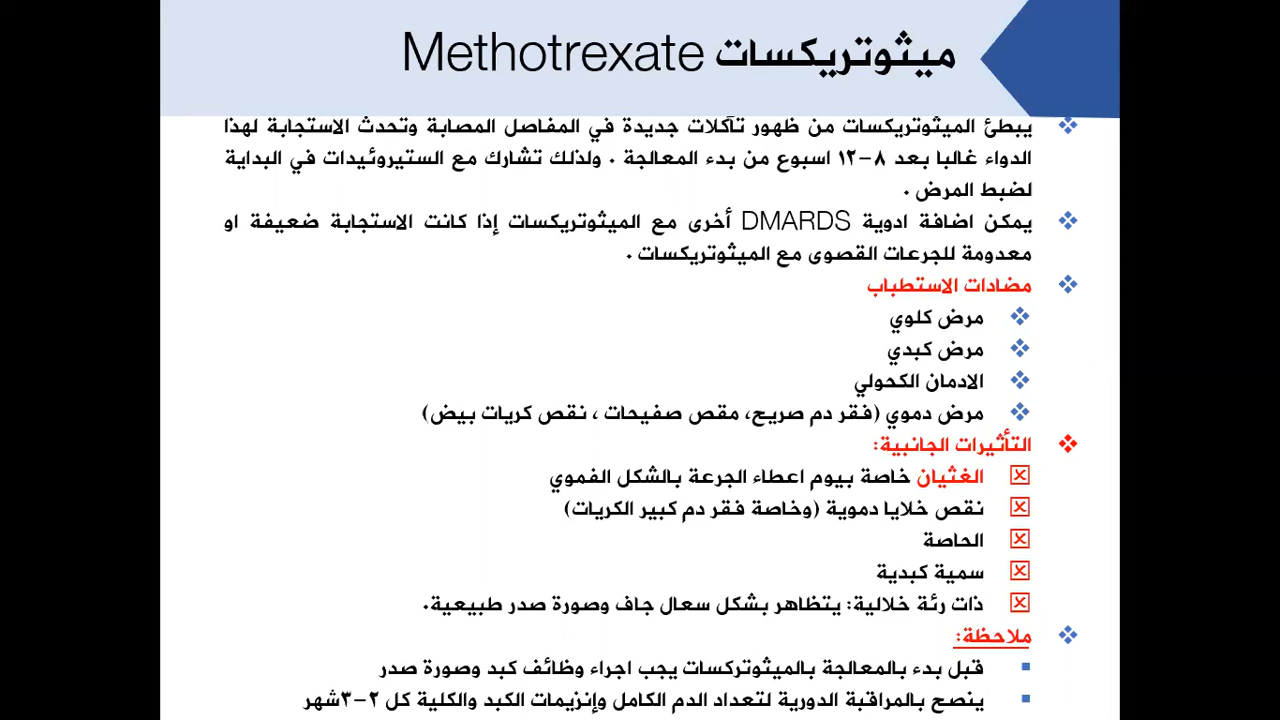 ميثوتريكسات Methotrexate
يبطئ الميثوتريكسات من ظهور تآكلات جديدة في المفاصل المصابة وتحدث الاستجابة لهذا
الدواء غالبا بعد ٨-١٢ اسبوع من بدء المعالجة . ولذلك تشارك مع الستيروئيدات في البداية
لضبط المرض .
يمكن اضافة ادوية DMARDS أخرى مع الميثوتريكسات إذا كانت الاستجابة ضعيفة او
معدومة للجرعات القصوى مع الميثوتريكسات .
مضادات الاستطباب
مرض كلوي
مرض كبدي
الادمان الكحولي
مرض دموي (فقر دم صريح، مقص صفيحات ، نقص كريات بيض)
التأثيرات الجانبية:
الغثيان خاصة بيوم اعطاء الجرعة بالشكل الفموي
نقص خلايا دموية (وخاصة فقر دم كبير الكريات)
الحاصة
سمية كبدية
ذات رئة خلالية: يتظاهر بشكل سعال جاف وصورة صدر طبيعية.
ملاحظة:
قبل بدء بالمعالجة بالميثوتركسات يجب اجراء وظائف كبد وصورة صدر
ينصح بالمراقبة الدورية لتعداد الدم الكامل وإنزيمات الكبد والكلية كل ٢-٣شهر